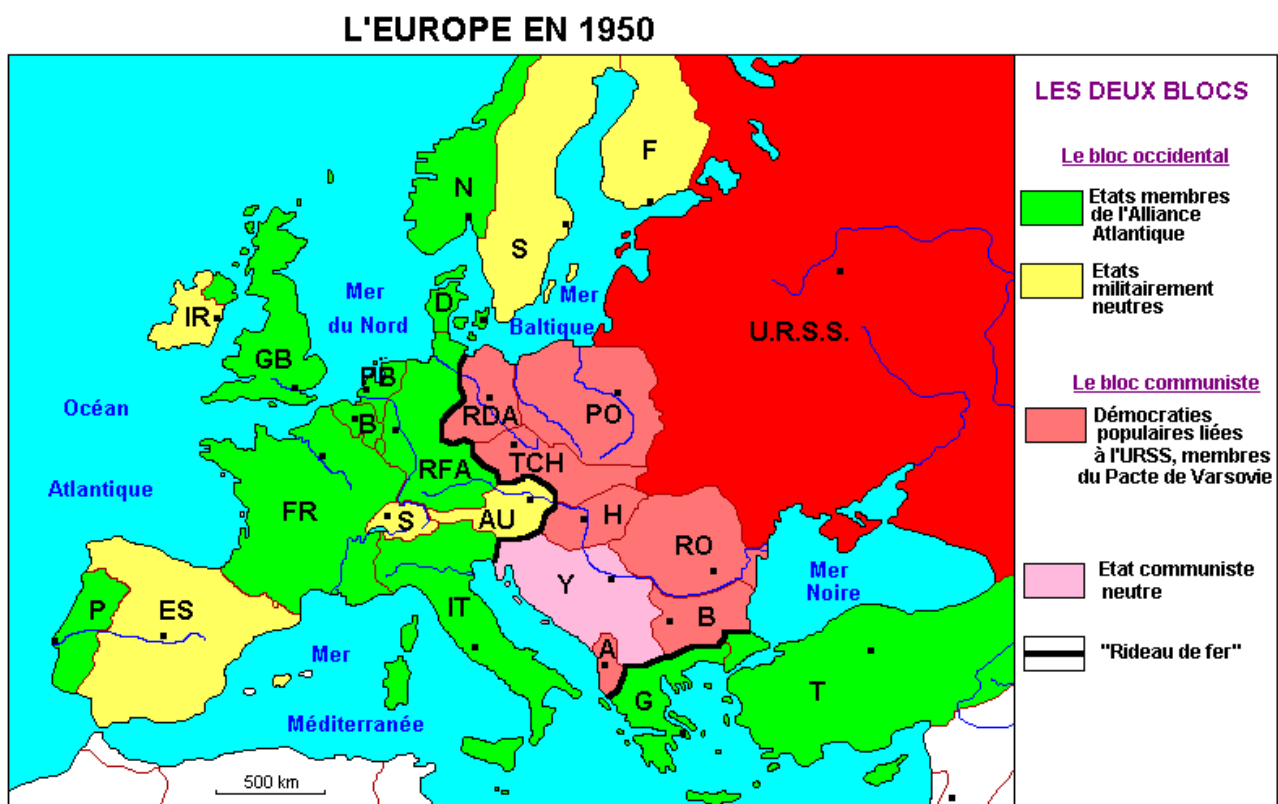 L'EUROPE EN 1950
LES DEUX BLOCS
Le bloc occidental
Etats membres
de l'Alliance
Atlantique
Etats
militairement
neutres
Le bloc communiste
Démocraties
populaires liées
à l'URSS, membres
du Pacte de Varsovie
Etat communiste
neutre
"Rideau de fer"
F
N
S
Mer
du Nord
D
Mer
Baltique
IR
GB
U.R.S.S.
PB
Océan
B
RDA
PO
Atlantique
RFA
TCH
FR
S
AU
H
RO
Mer
Noire
P
ES
IT
Y
B
Mer
A
Méditerranée
G
T
500 km